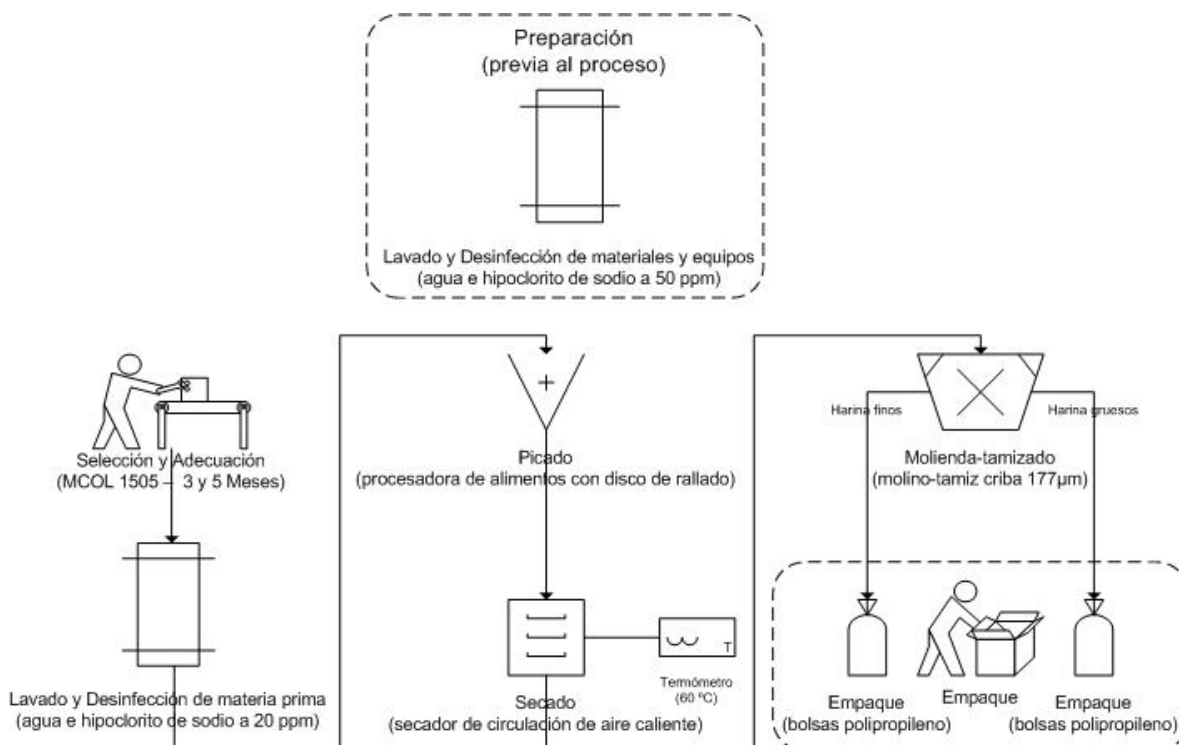 Preparación
(previa al proceso)
Lavado y Desinfección de materiales y equipos
(agua e hipoclorito de sodio a 50 ppm)
Selección y Adecuación
(MCOL 1505 – 3 y 5 Meses)
Lavado y Desinfección de materia prima
(agua e hipoclorito de sodio a 20 ppm)
Picado
(procesadora de alimentos con disco de rallado)
T
Termómetro
(60 ºC)
Secado
(secador de circulación de aire caliente)
Harina finos
Harina gruesos
Molienda-tamizado
(molino-tamiz criba 177µm)
Empaque
(bolsas polipropileno)
Empaque
Empaque
(bolsas polipropileno)